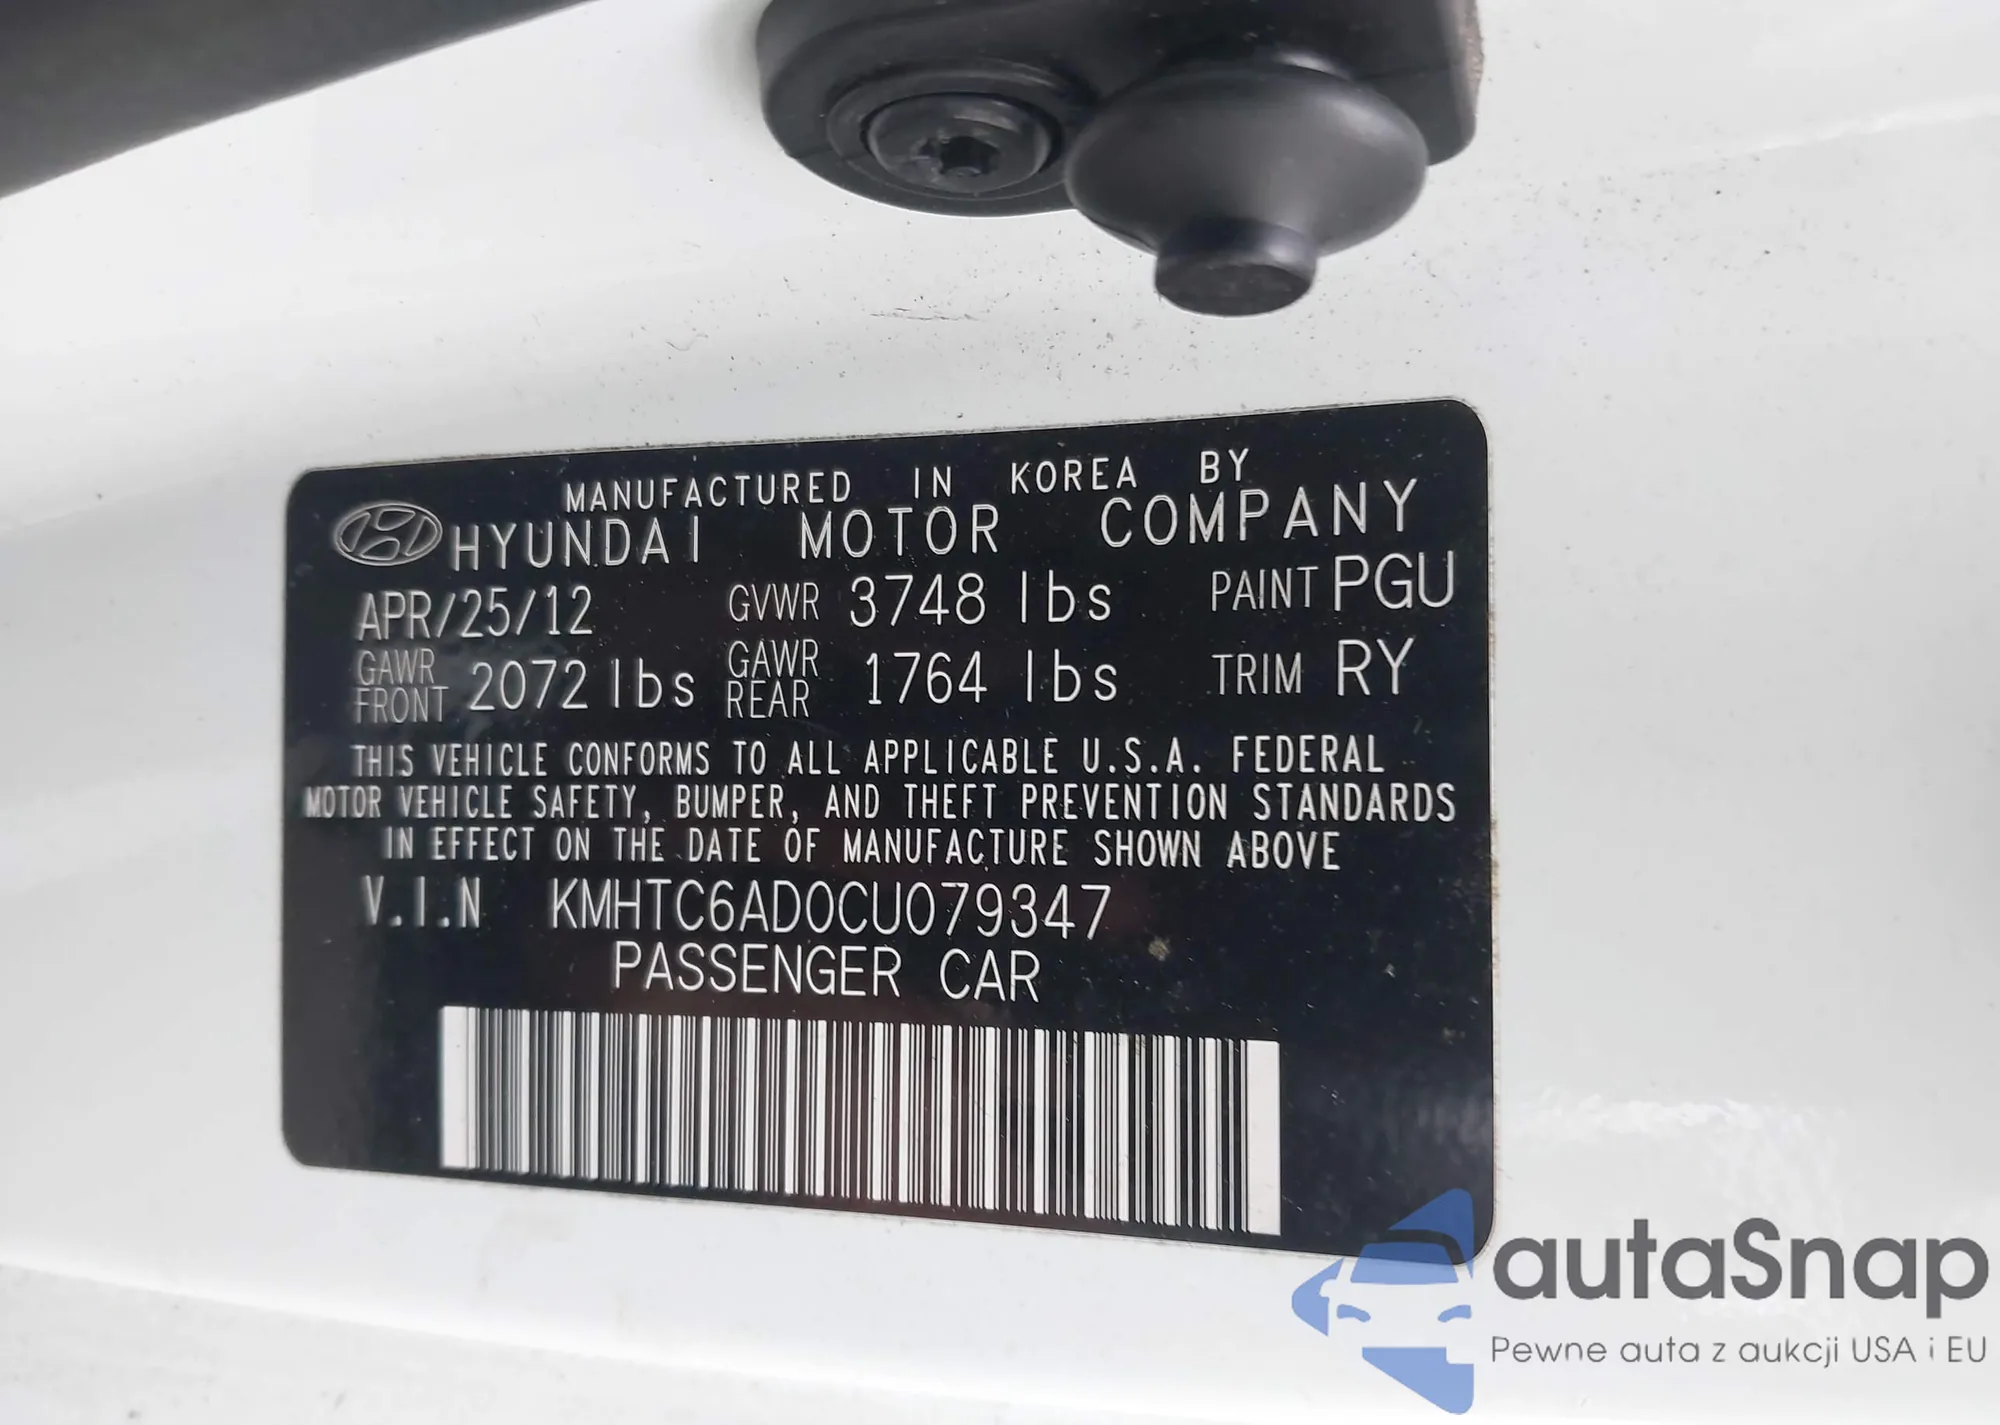 MANUFACTURED IN KOREA BY
HYUNDAI MOTOR COMPANY
APR/25/12 GVWR 3748 lbs PAINT PGU
GAWR FRONT 2072 lbs GAWR REAR 1764 lbs TRIM RY
THIS VEHICLE CONFORMS TO ALL APPLICABLE U.S.A. FEDERAL
MOTOR VEHICLE SAFETY, BUMPER, AND THEFT PREVENTION STANDARDS
IN EFFECT ON THE DATE OF MANUFACTURE SHOWN ABOVE
V.I.N KMHTC6AD0CU079347
PASSENGER CAR
autaSnap
Pewne auta z aukcji USA i EU